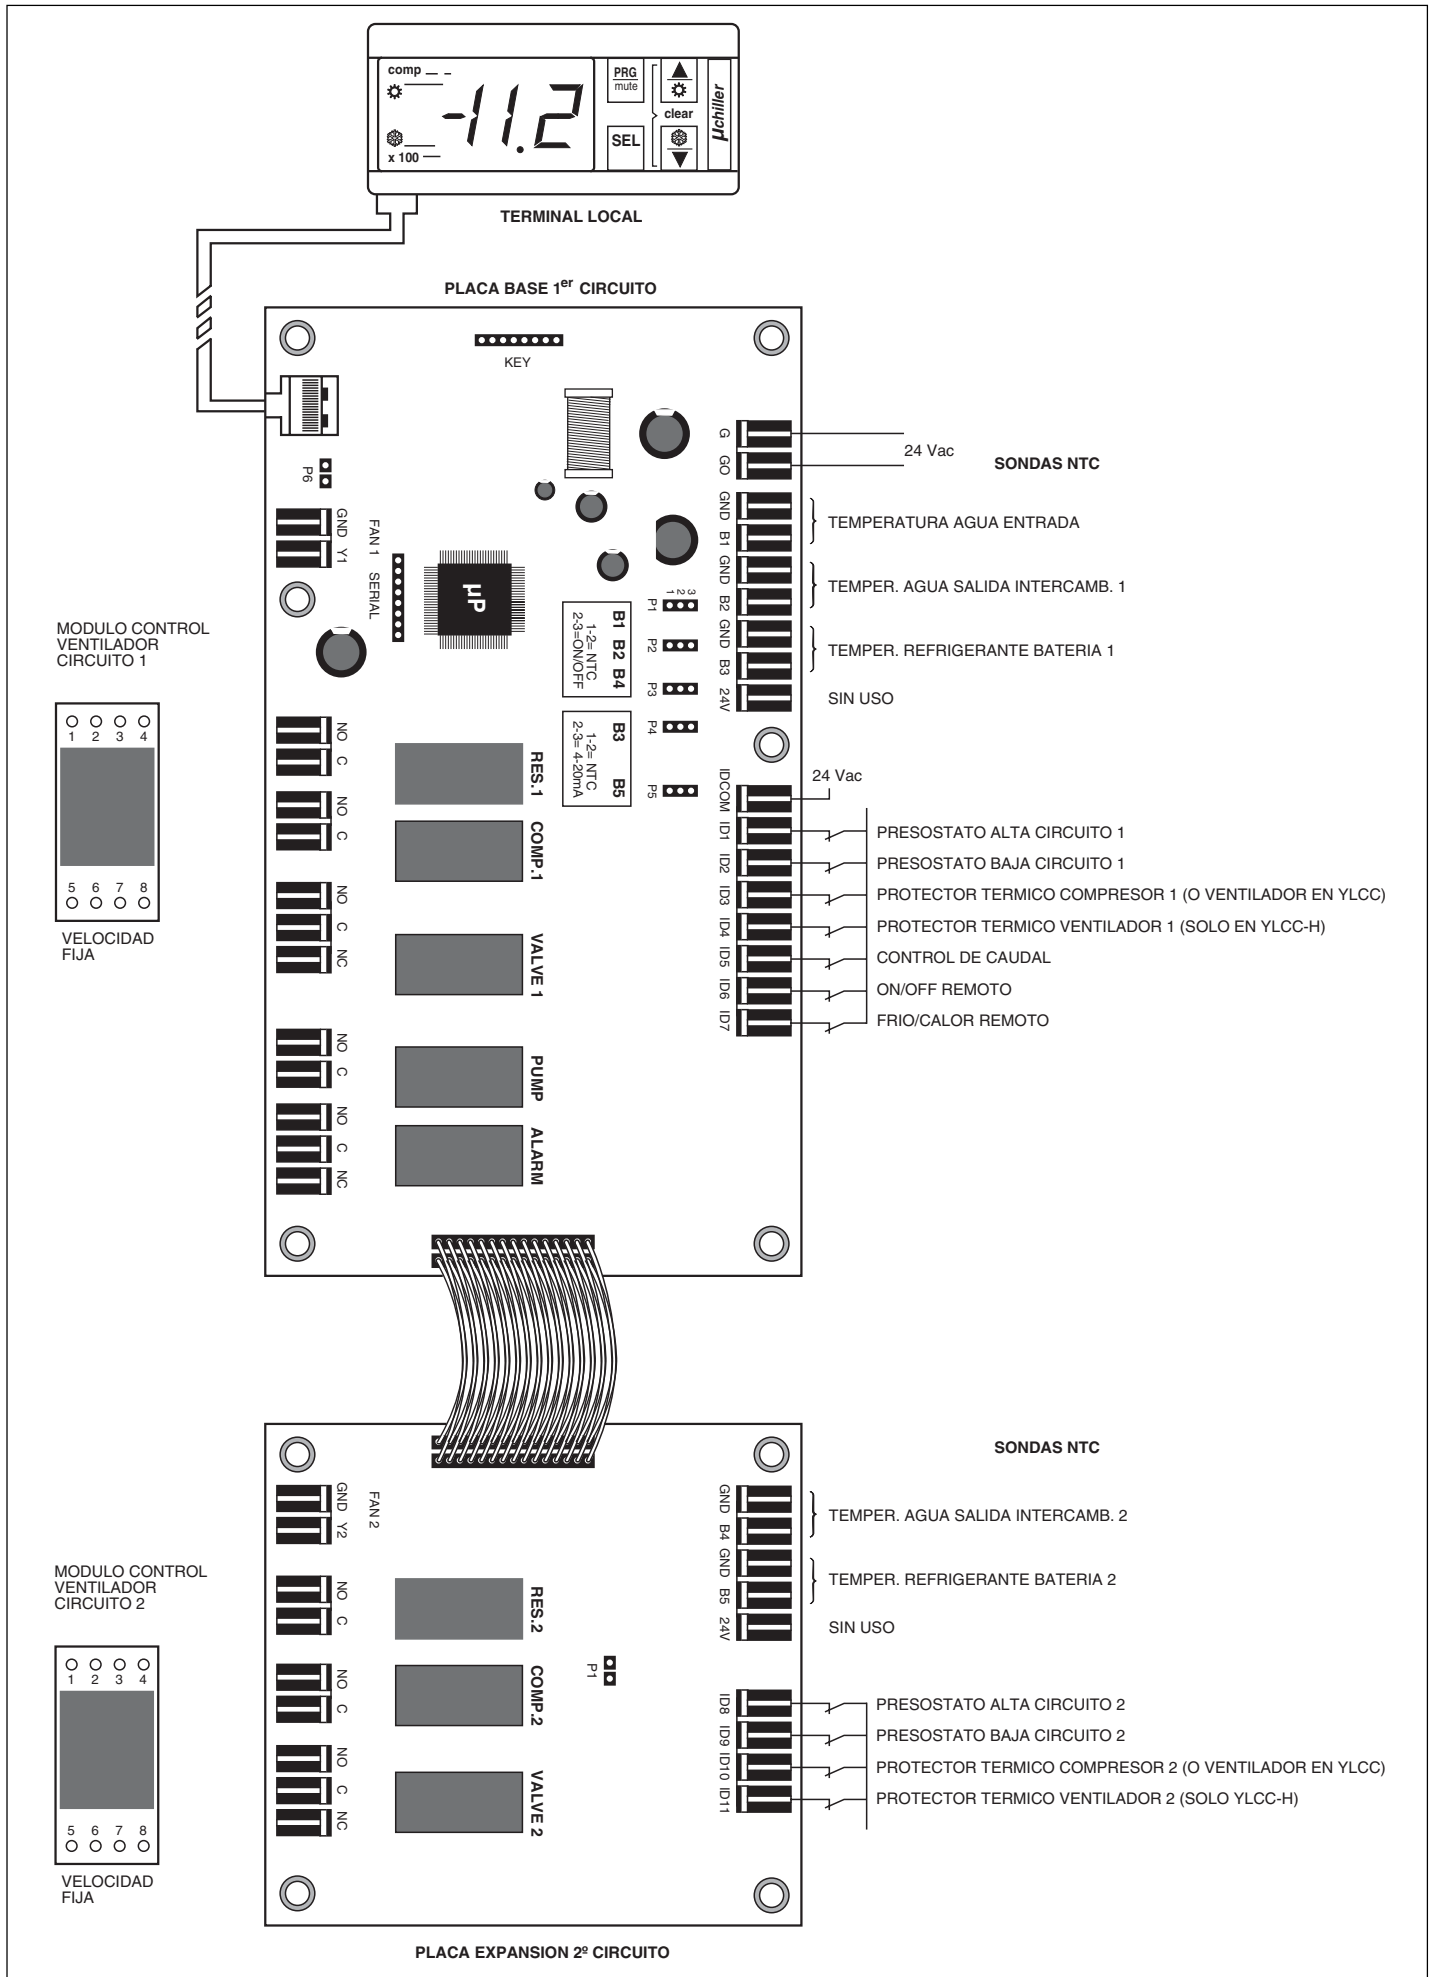 comp
-11.2
x 100
PRG
mute
SEL
clear
µchiller
TERMINAL LOCAL
PLACA BASE 1er CIRCUITO
KEY
P6
GND
Y1
FAN 1
SERIAL
µP
G
GO
24 Vac
SONDAS NTC
GND
B1
TEMPERATURA AGUA ENTRADA
GND
B2
TEMPER. AGUA SALIDA INTERCAMB. 1
GND
B3
TEMPER. REFRIGERANTE BATERIA 1
24V
SIN USO
1 2 3
P1
P2
P3
P4
P5
B1 B2 B4
1-2= NTC
2-3=ON/OFF
B3 B5
1-2= NTC
2-3= 4-20mA
MODULO CONTROL
VENTILADOR
CIRCUITO 1
1 2 3 4
5 6 7 8
VELOCIDAD
FIJA
NO
C
RES.1
NO
C
COMP.1
NO
C
NC
VALVE 1
NO
C
PUMP
NO
C
NC
ALARM
IDCOM
24 Vac
ID1
PRESOSTATO ALTA CIRCUITO 1
ID2
PRESOSTATO BAJA CIRCUITO 1
ID3
PROTECTOR TERMICO COMPRESOR 1 (O VENTILADOR EN YLCC)
ID4
PROTECTOR TERMICO VENTILADOR 1 (SOLO EN YLCC-H)
ID5
CONTROL DE CAUDAL
ID6
ON/OFF REMOTO
ID7
FRIO/CALOR REMOTO
SONDAS NTC
GND
Y2
FAN 2
GND
B4
TEMPER. AGUA SALIDA INTERCAMB. 2
GND
B5
TEMPER. REFRIGERANTE BATERIA 2
24V
SIN USO
MODULO CONTROL
VENTILADOR
CIRCUITO 2
1 2 3 4
5 6 7 8
VELOCIDAD
FIJA
NO
C
RES.2
NO
C
COMP.2
P1
NO
C
NC
VALVE 2
ID8
PRESOSTATO ALTA CIRCUITO 2
ID9
PRESOSTATO BAJA CIRCUITO 2
ID10
PROTECTOR TERMICO COMPRESOR 2 (O VENTILADOR EN YLCC)
ID11
PROTECTOR TERMICO VENTILADOR 2 (SOLO YLCC-H)
PLACA EXPANSION 2º CIRCUITO